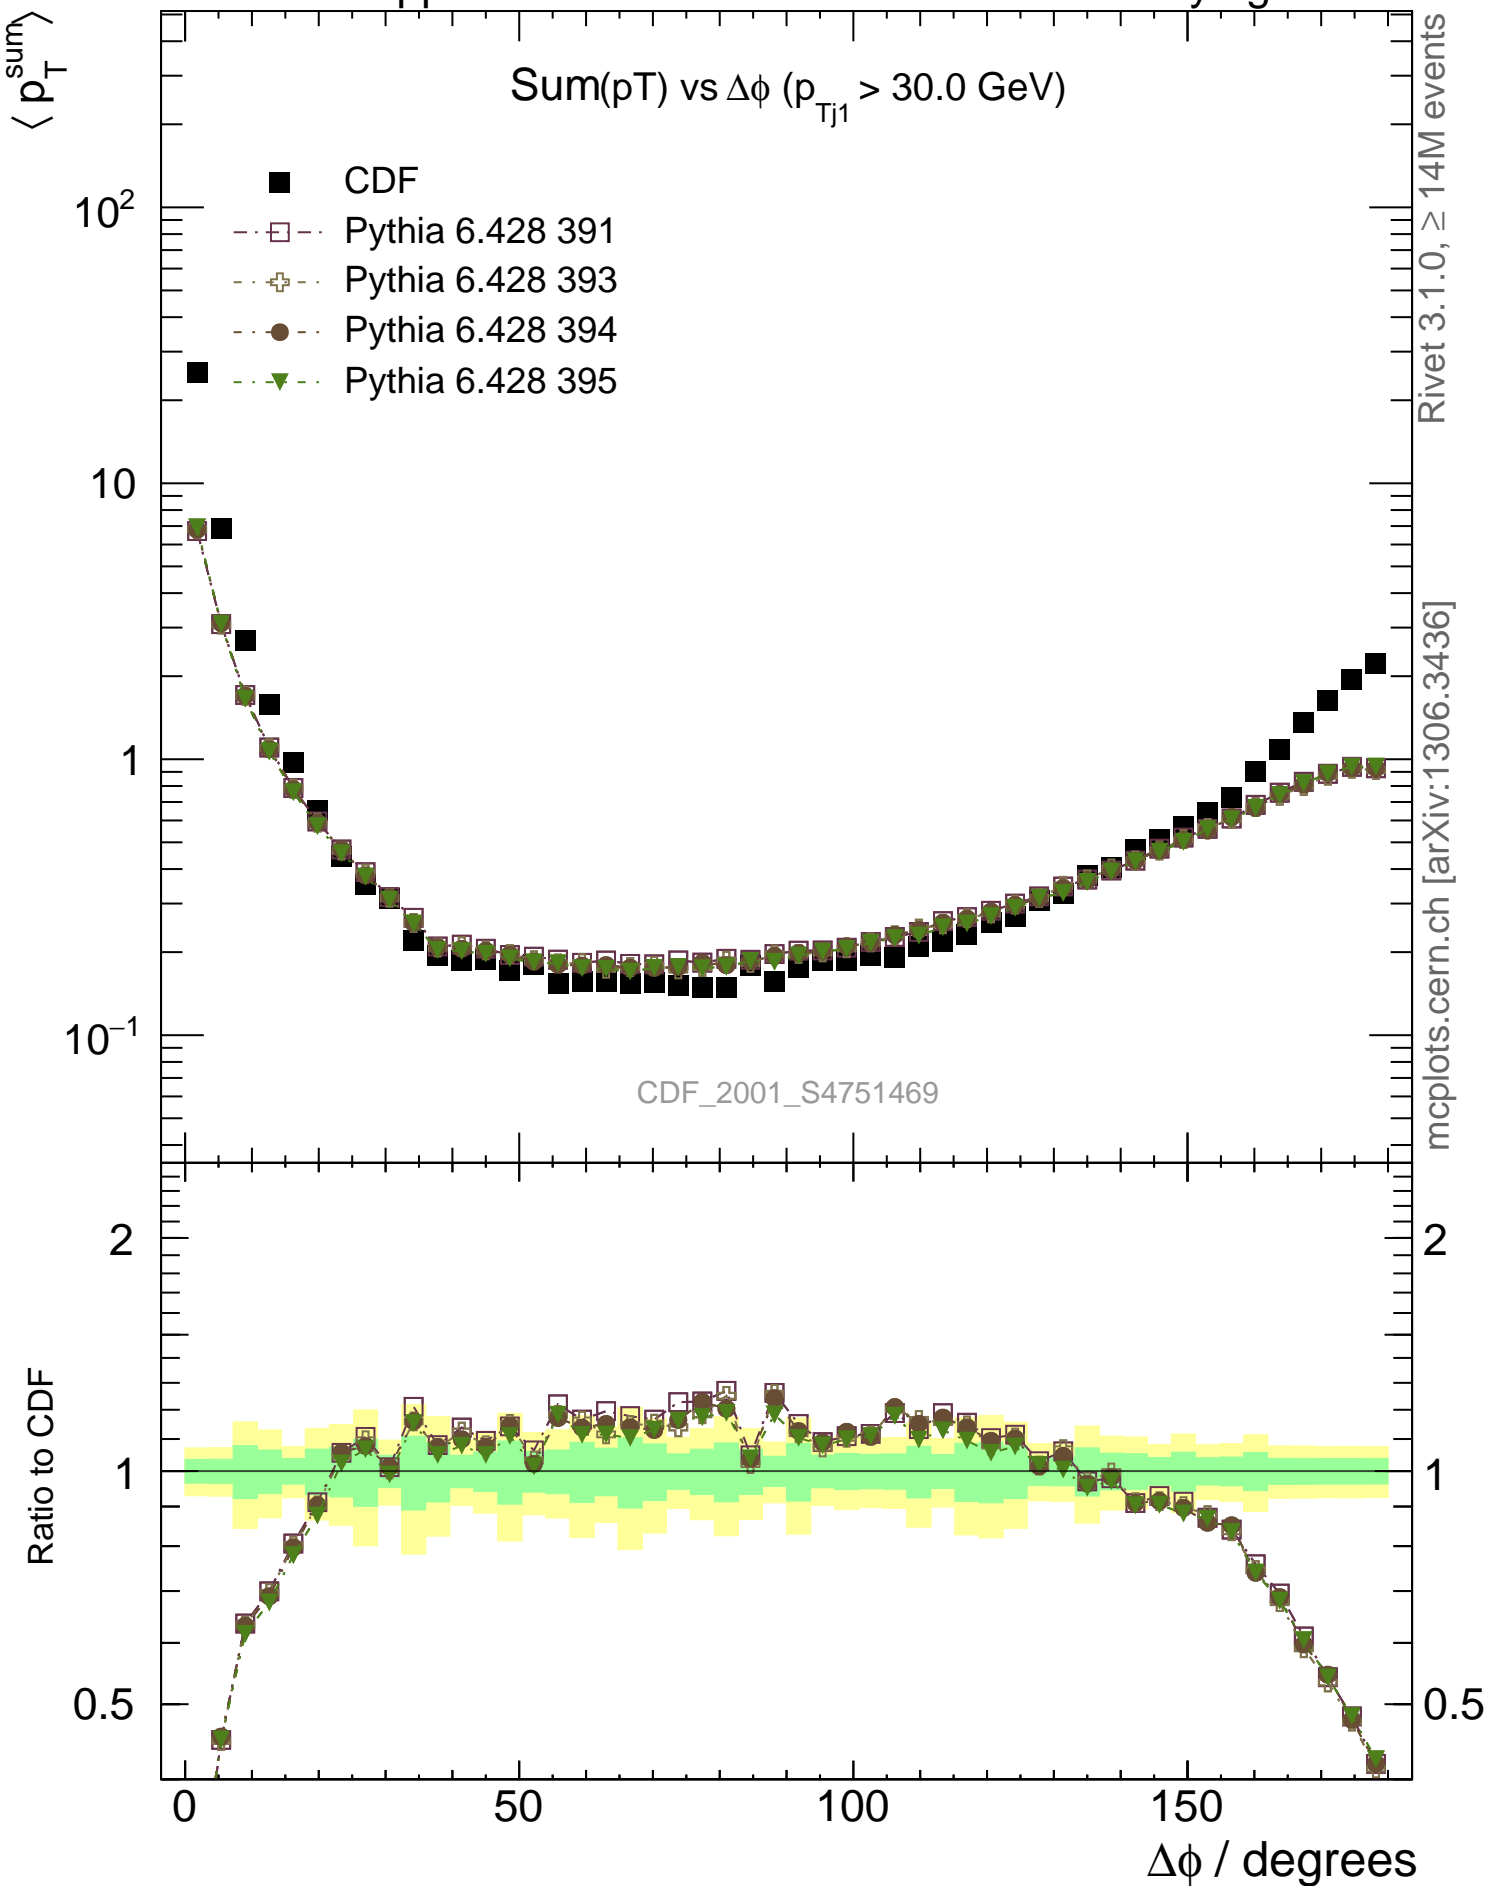 ⟨ p_T^sum ⟩
Sum(pT) vs Δϕ (p_Tj1 > 30.0 GeV)
CDF
Pythia 6.428 391
Pythia 6.428 393
Pythia 6.428 394
Pythia 6.428 395
10²
10
1
10⁻¹
CDF_2001_S4751469
Rivet 3.1.0, ≥ 14M events
mcplots.cern.ch [arXiv:1306.3436]
Ratio to CDF
2
1
0.5
2
1
0.5
0 50 100 150
Δϕ / degrees